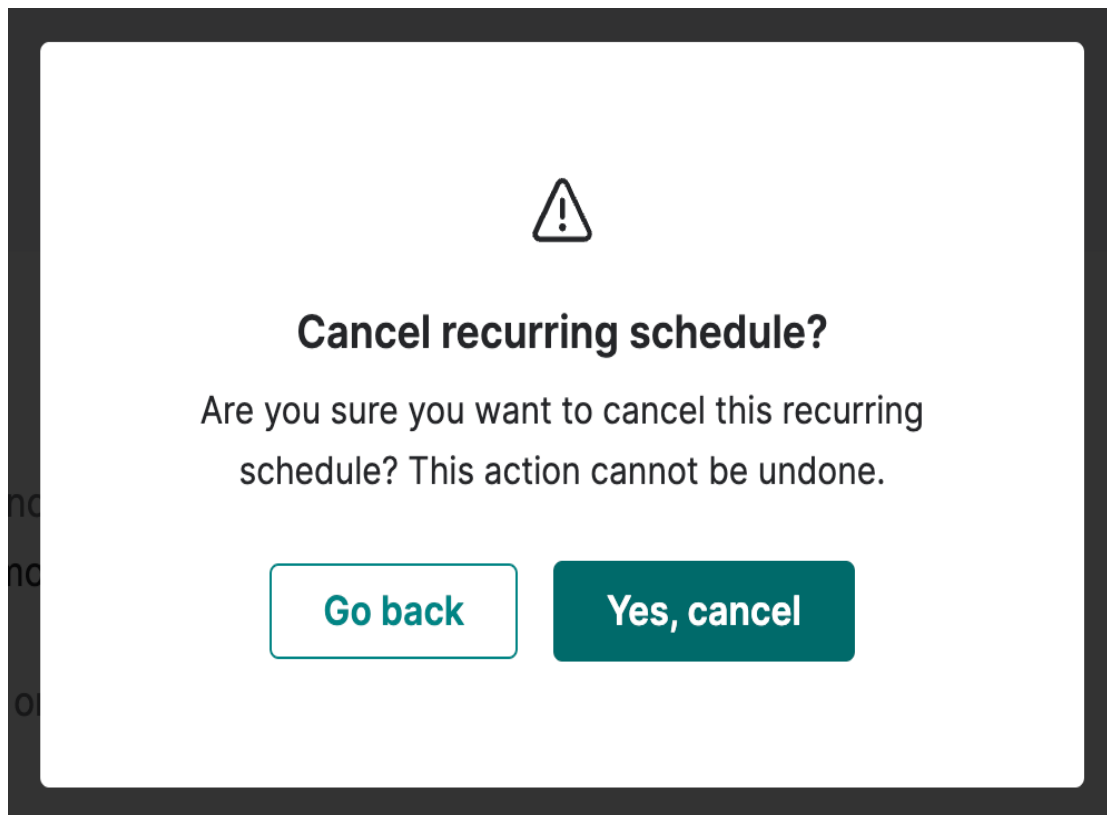 Cancel recurring schedule?
Are you sure you want to cancel this recurring
schedule? This action cannot be undone.
Go back
Yes, cancel